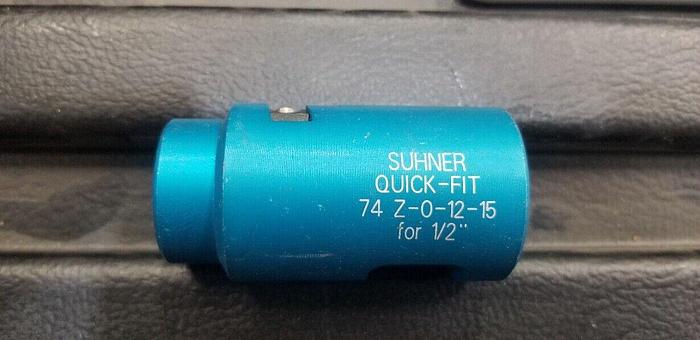 SUHNER
QUICK-FIT
74 Z-0-12-15
for 1/2"